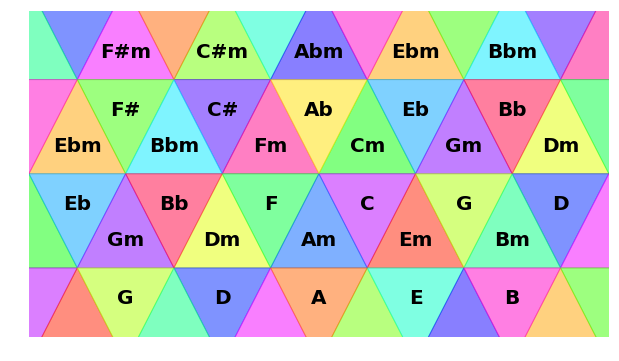 F#m C#m Abm Ebm Bbm
F# C# Ab Eb Bb
Ebm Bbm Fm Cm Gm Dm
Eb Bb F C G D
Gm Dm Am Em Bm
G D A E B